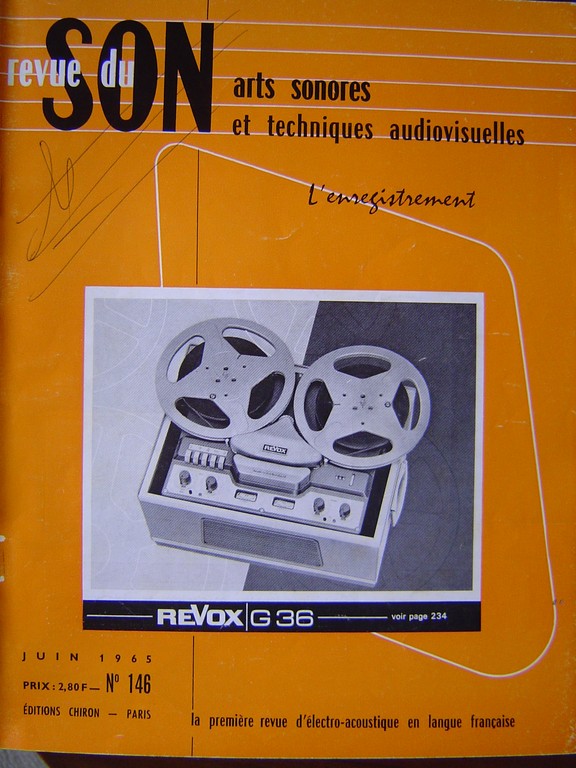 revue du SON
arts sonores
et techniques audiovisuelles
L'enregistrement
REVOX
REVOX G 36
voir page 234
JUIN 1965
PRIX : 2,80 F — N° 146
ÉDITIONS CHIRON — PARIS
la première revue d'électro-acoustique en langue française